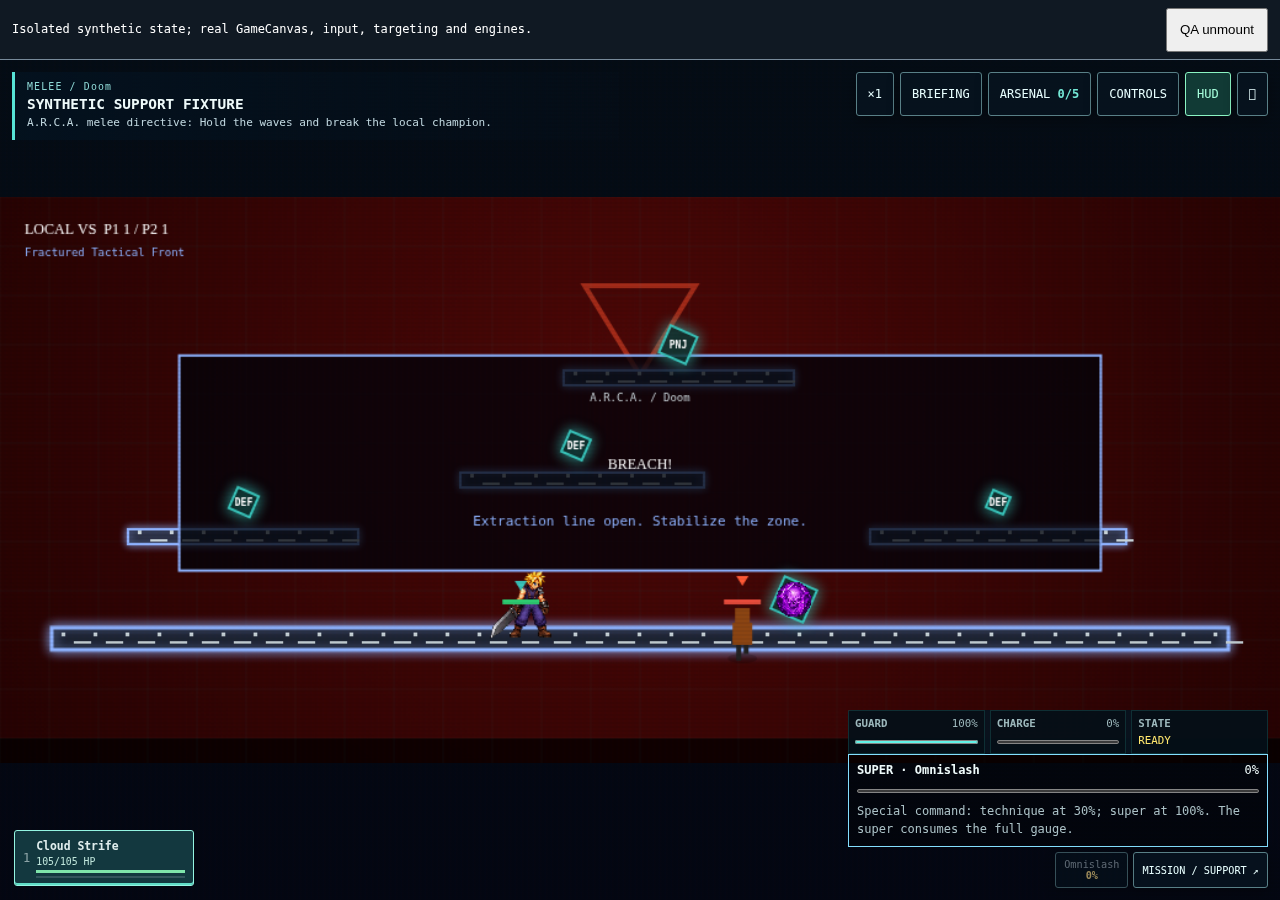 Isolated synthetic state; real GameCanvas, input, targeting and engines.
QA unmount
MELEE / Doom
SYNTHETIC SUPPORT FIXTURE
A.R.C.A. melee directive: Hold the waves and break the local champion.
×1
BRIEFING
ARSENAL 0/5
CONTROLS
HUD
LOCAL VS P1 1 / P2 1
Fractured Tactical Front
PNJ
A.R.C.A. / Doom
DEF
BREACH!
DEF
DEF
Extraction line open. Stabilize the zone.
GUARD 100%
CHARGE 0%
STATE
READY
SUPER · Omnislash 0%
Special command: technique at 30%; super at 100%. The
super consumes the full gauge.
1
Cloud Strife
105/105 HP
Omnislash
0%
MISSION / SUPPORT ↗